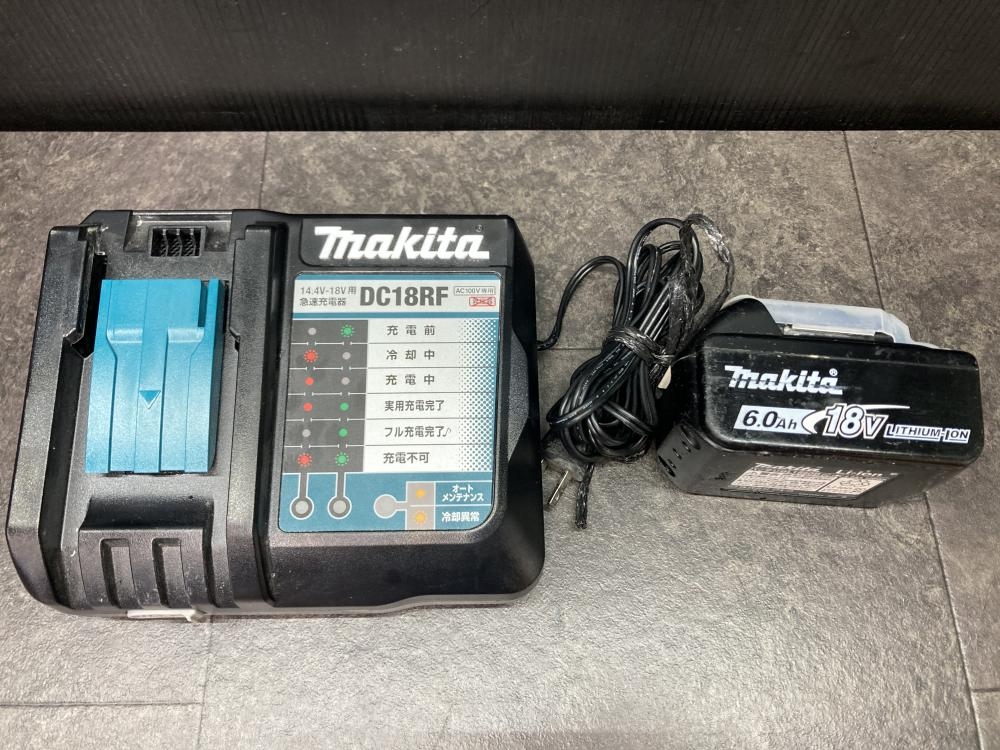 makita
14.4V-18V用
急速充電器
DC18RF
AC100V専用
充電前
冷却中
充電中
実用充電完了
フル充電完了♪
充電不可
オート
メンテナンス
冷却異常
makita
6.0Ah 18V LITHIUM-ION
Li-ion